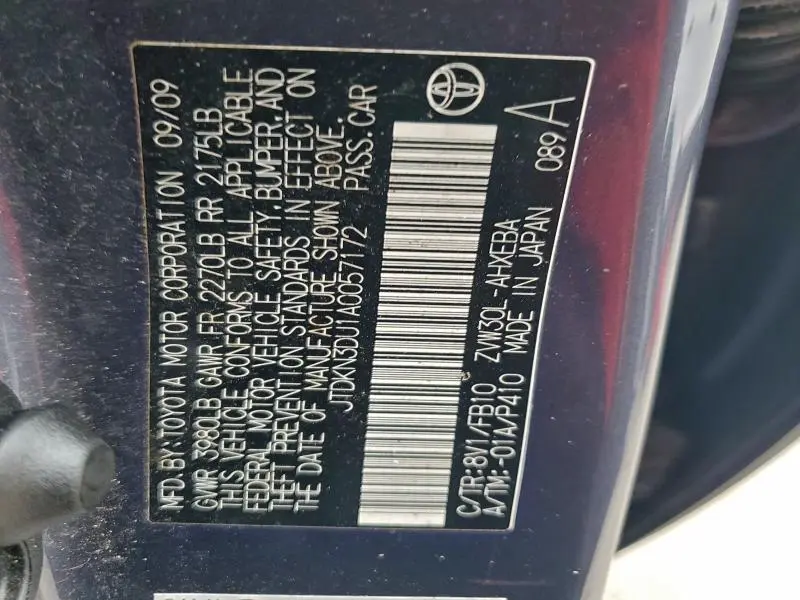 MFD. BY: TOYOTA MOTOR CORPORATION 09/09
GVWR 3980LB GAWR FR 2270LB RR 2175LB
THIS VEHICLE CONFORMS TO ALL APPLICABLE
FEDERAL MOTOR VEHICLE SAFETY, BUMPER, AND
THEFT PREVENTION STANDARDS IN EFFECT ON
THE DATE OF MANUFACTURE SHOWN ABOVE.
JTDKN3DU1A0057172 PASS. CAR
C/TR:8V1/FB10 ZVW30L-AHXEBA 089 A
A/TM:-01A/P410 MADE IN JAPAN